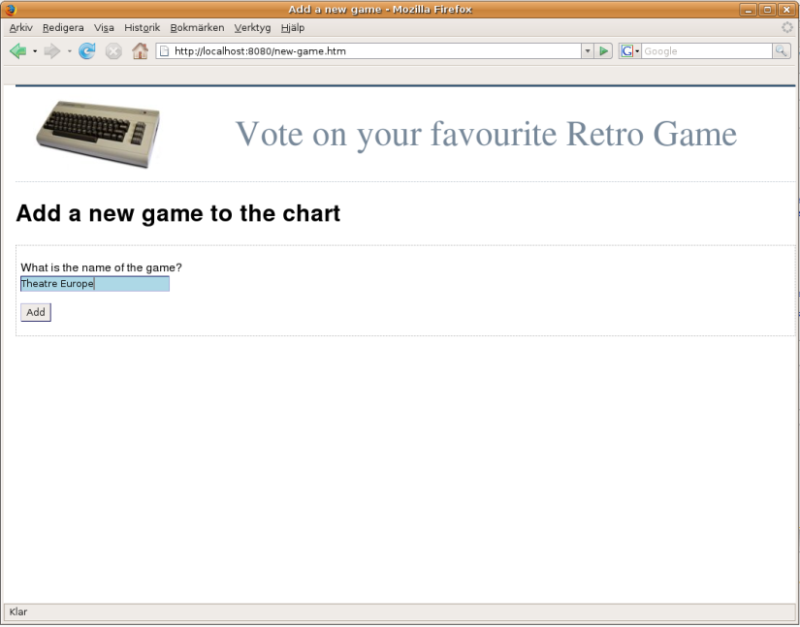 Add a new game - Mozilla Firefox
Arkiv Redigera Visa Historik Bokmärken Verktyg Hjälp
http://localhost:8080/new-game.htm
Google
Vote on your favourite Retro Game
Add a new game to the chart
What is the name of the game?
Theatre Europe
Add
Klar